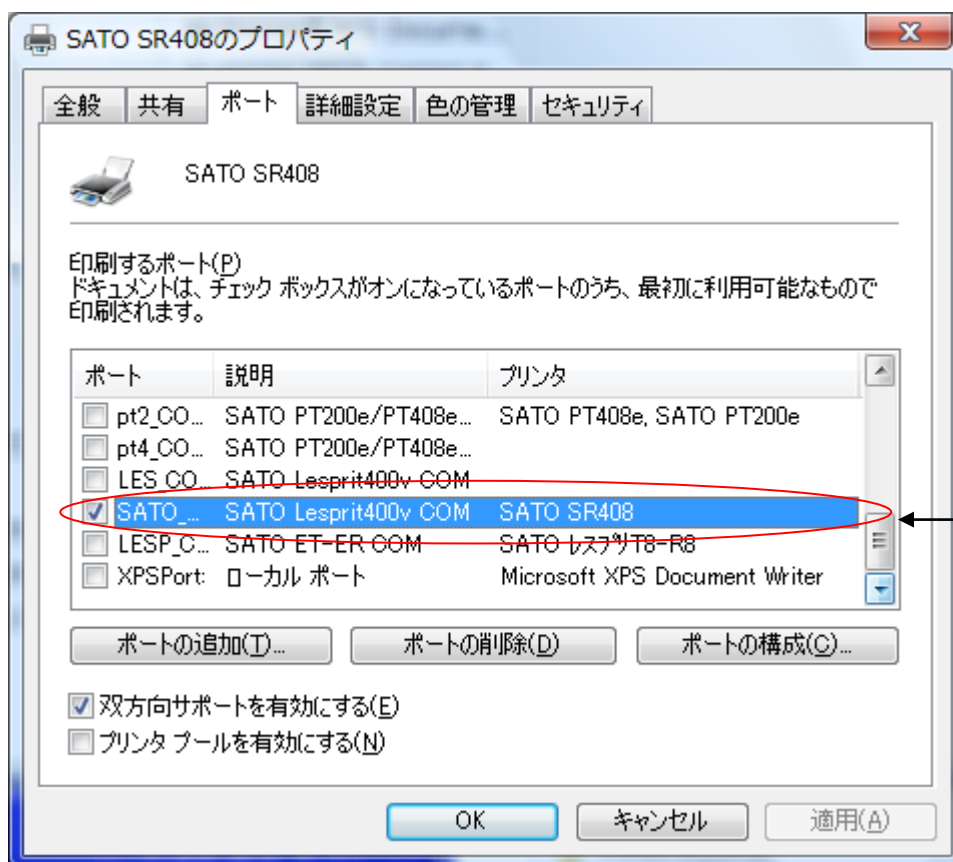 SATO SR408のプロパティ
全般 共有 ポート 詳細設定 色の管理 セキュリティ
SATO SR408
印刷するポート(P)
ドキュメントは、チェック ボックスがオンになっているポートのうち、最初に利用可能なもので
印刷されます。
ポート 説明 プリンタ
pt2_CO... SATO PT200e/PT408e... SATO PT408e, SATO PT200e
pt4_CO... SATO PT200e/PT408e...
LES_CO... SATO Lesprit400v COM
SATO_... SATO Lesprit400v COM SATO SR408
LESP_C... SATO ET-ER COM SATO ﾚｽﾌﾟﾘT8-R8
XPSPort: ローカル ポート Microsoft XPS Document Writer
ポートの追加(T)... ポートの削除(D) ポートの構成(C)...
双方向サポートを有効にする(E)
プリンタ プールを有効にする(N)
OK キャンセル 適用(A)